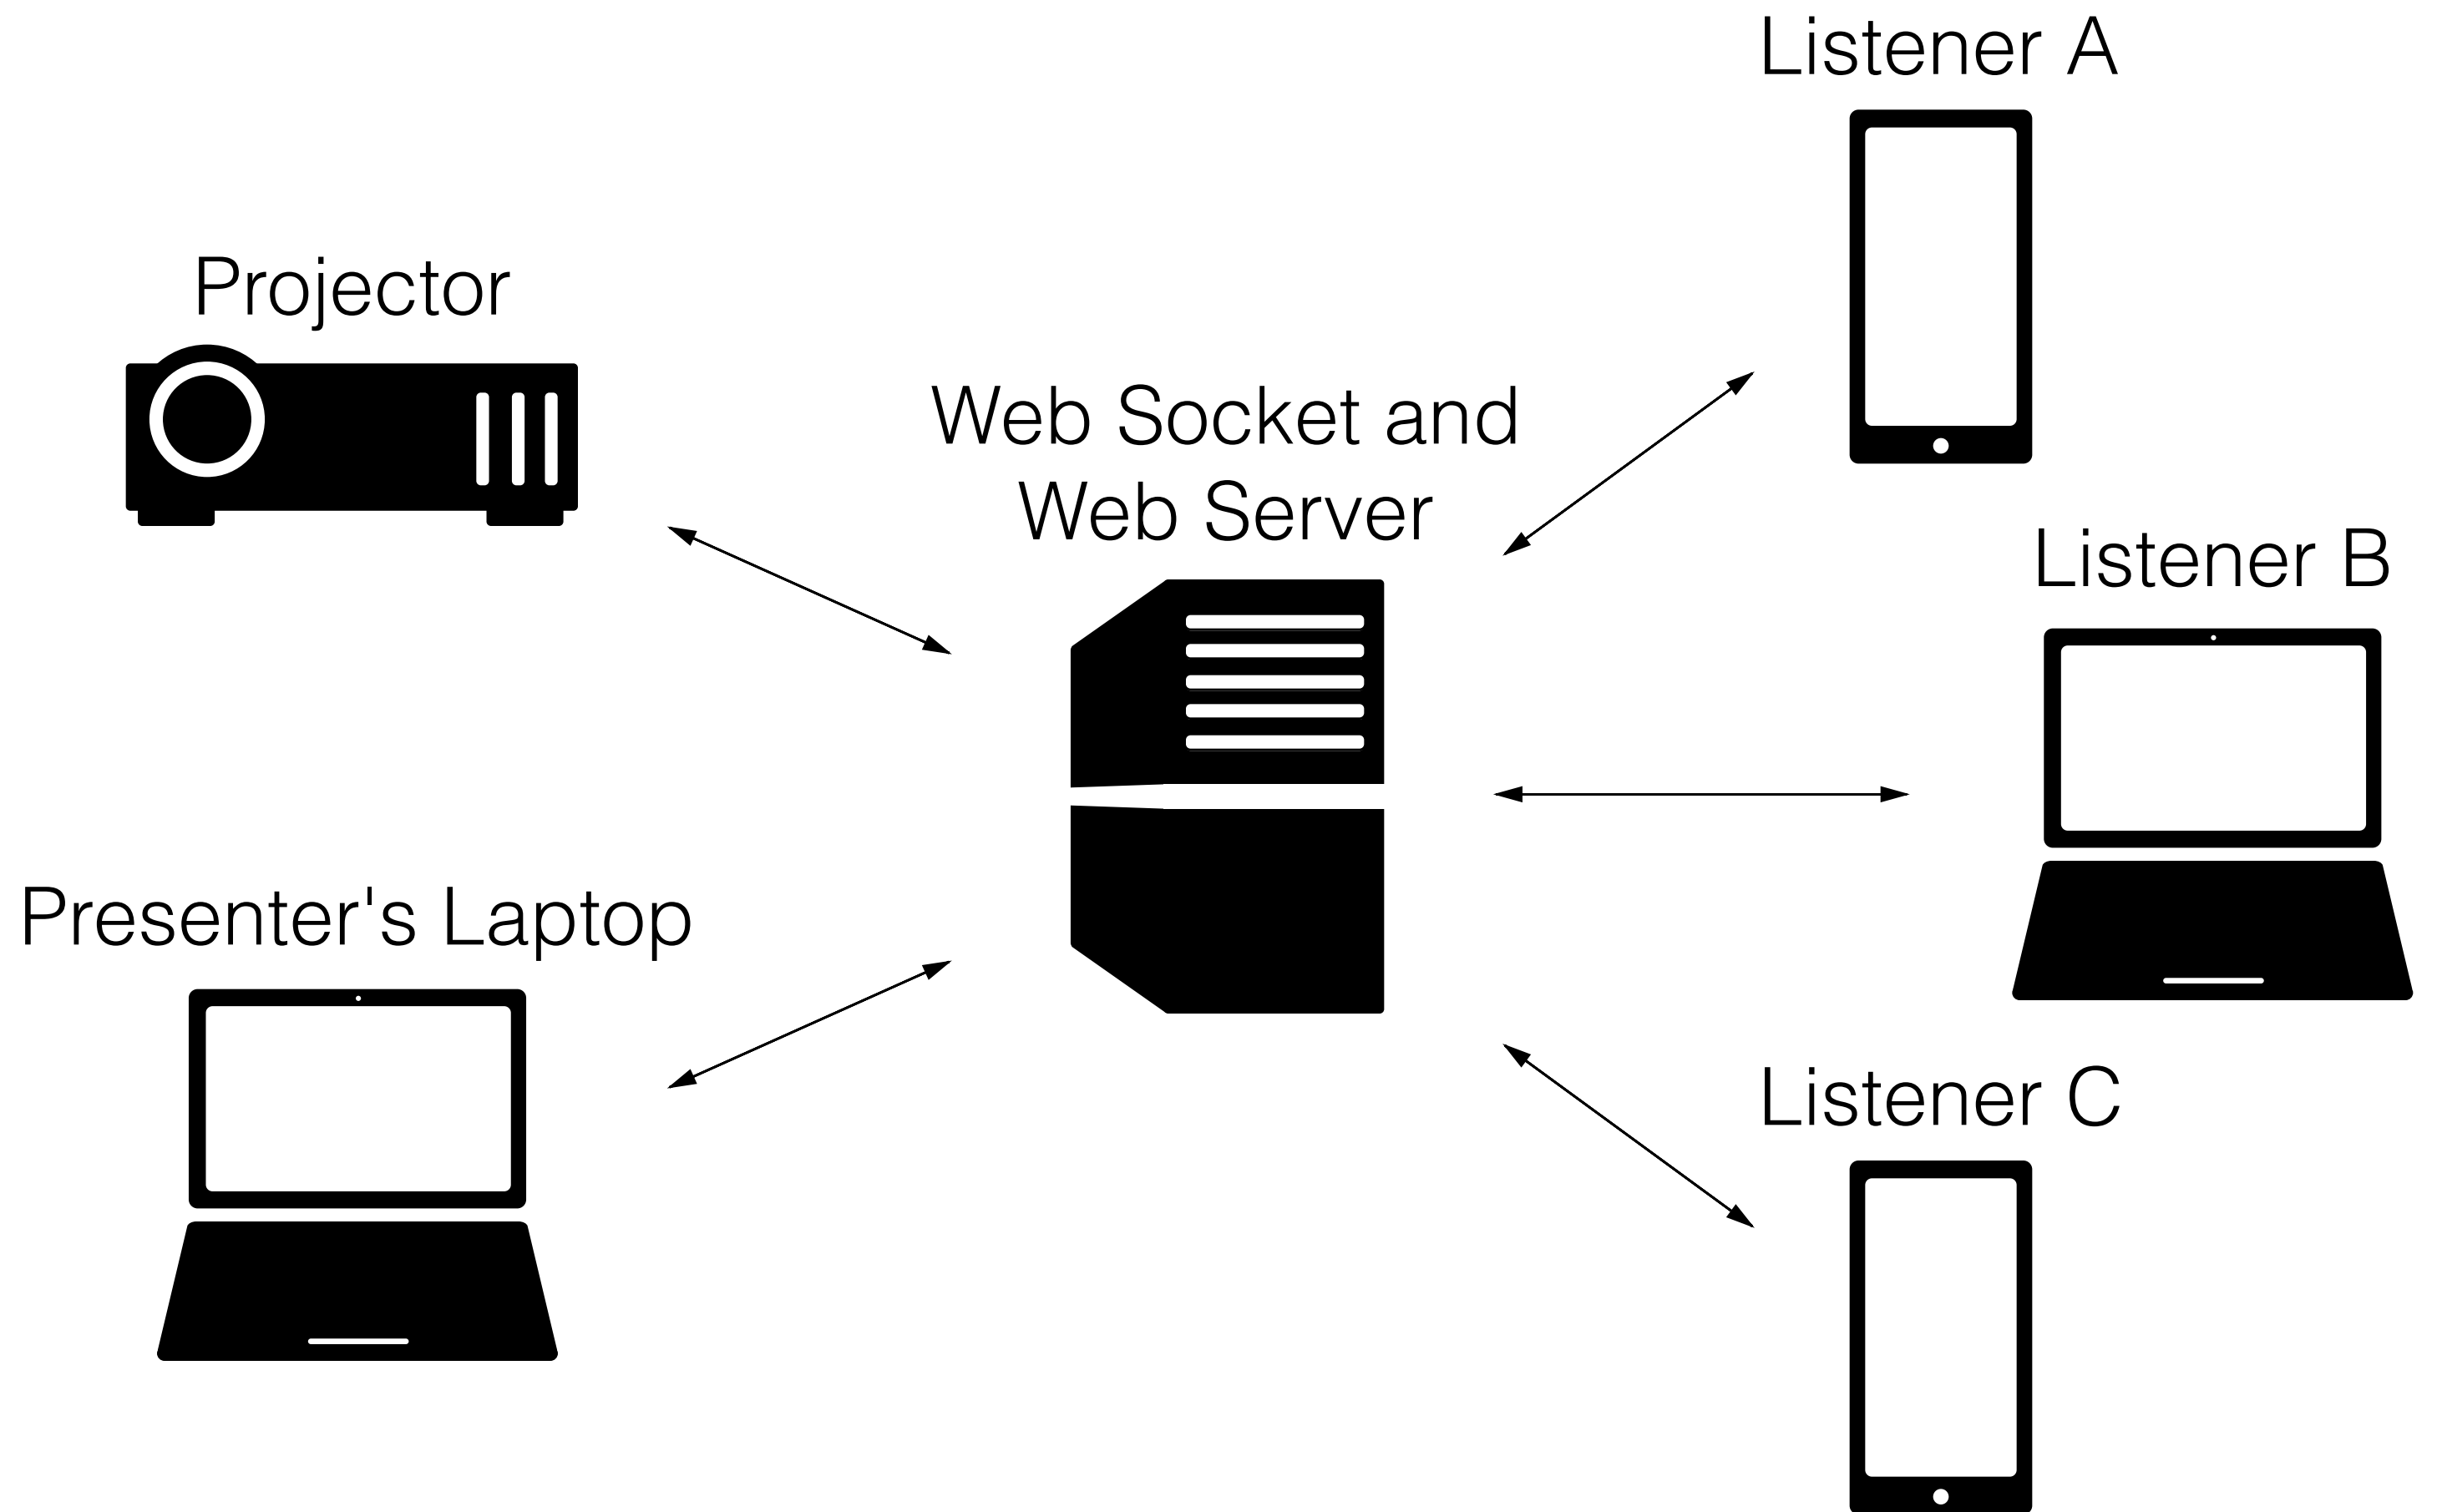 Listener A
Projector
Web Socket and
Web Server
Listener B
Presenter's Laptop
Listener C